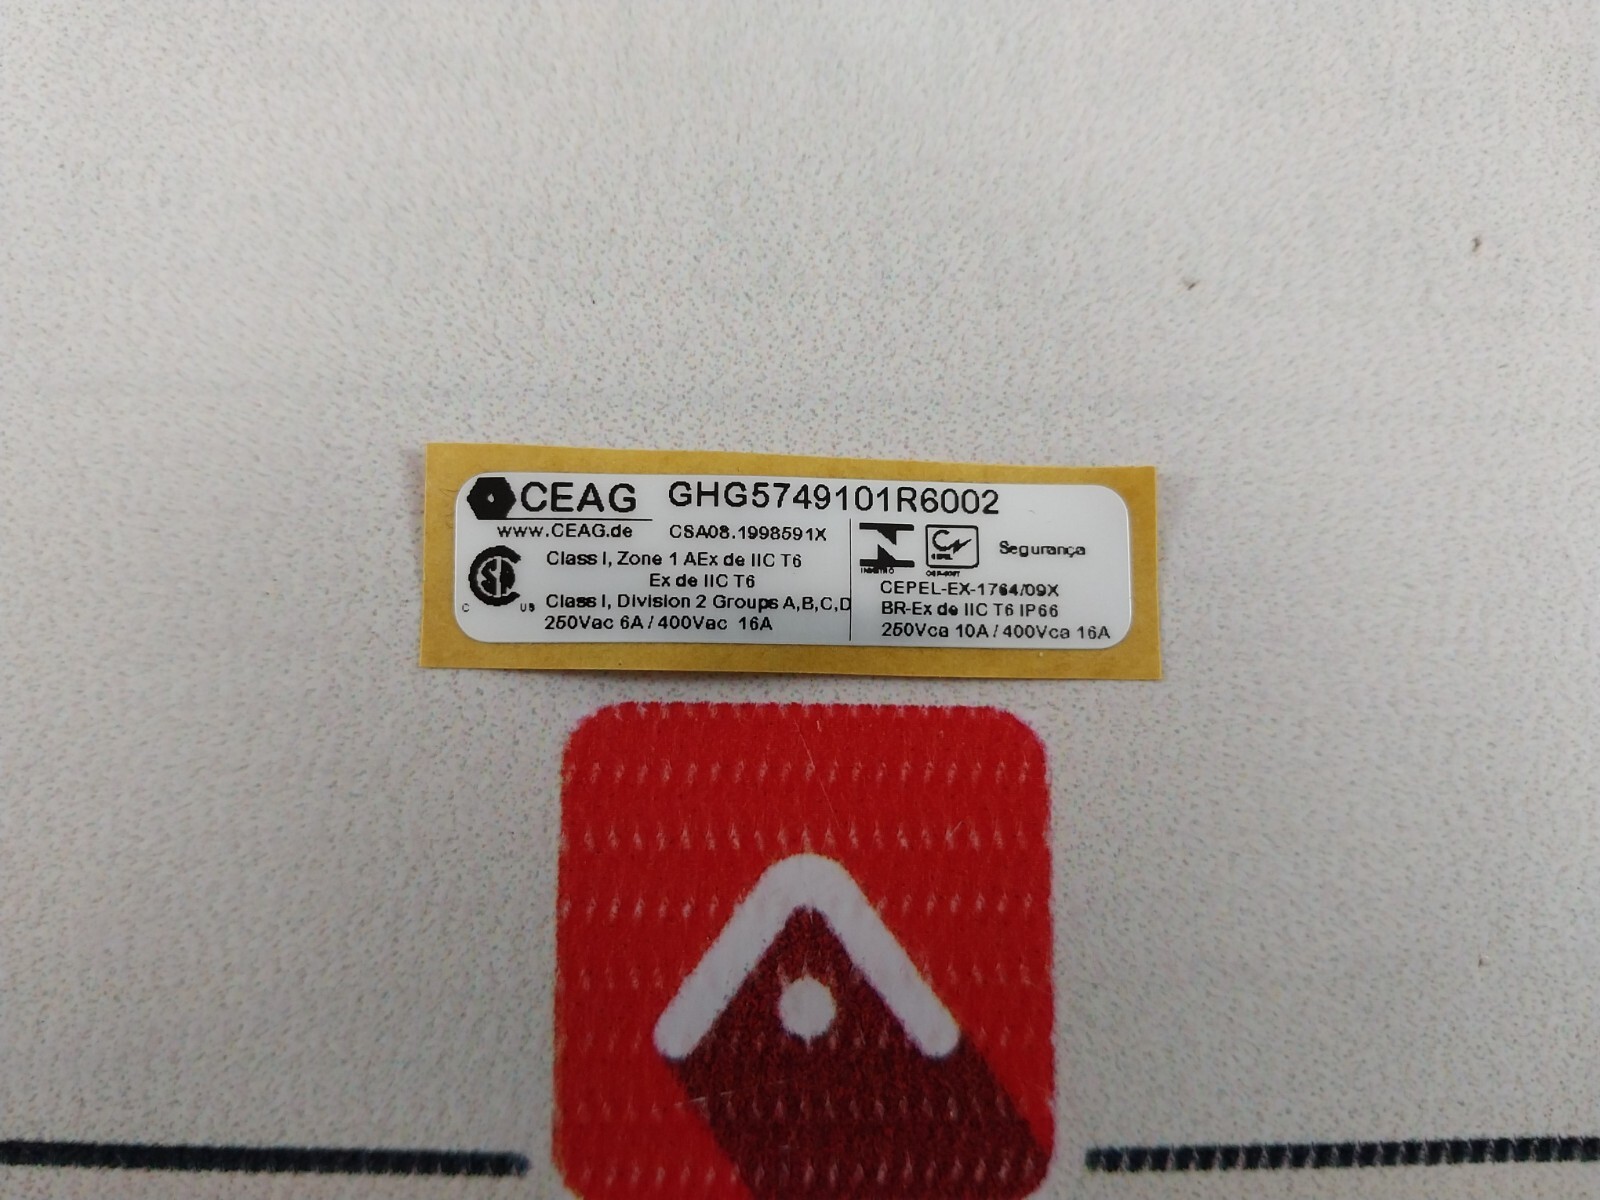 CEAG GHG5749101R6002
www.CEAG.de CSA08.1998591X
Class I, Zone 1 AEx de IIC T6
Ex de IIC T6
C US Class I, Division 2 Groups A,B,C,D
250Vac 6A / 400Vac 16A
INMETRO
Segurança
CEPEL-EX-1764/09X
BR-Ex de IIC T6 IP66
250Vca 10A / 400Vca 16A